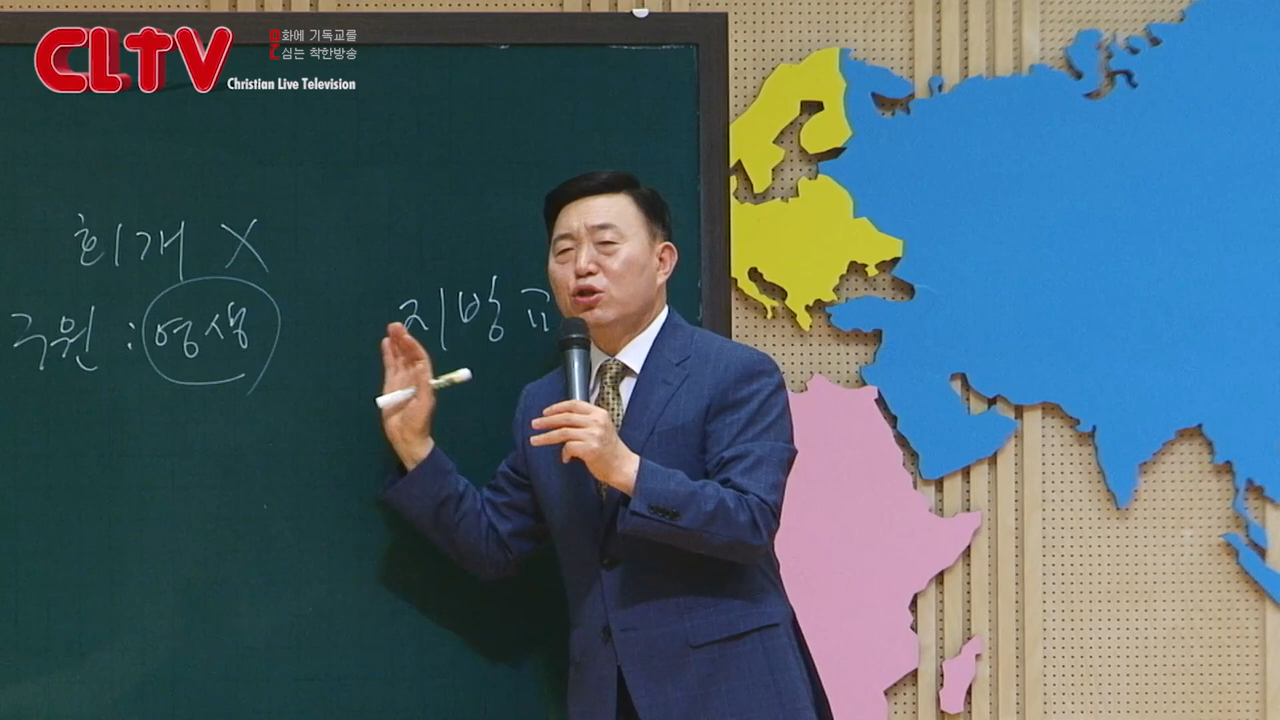 CLTV
화에 기독교를
심는 착한방송
Christian Live Television
회개 X
구원 : 영생
지방 교